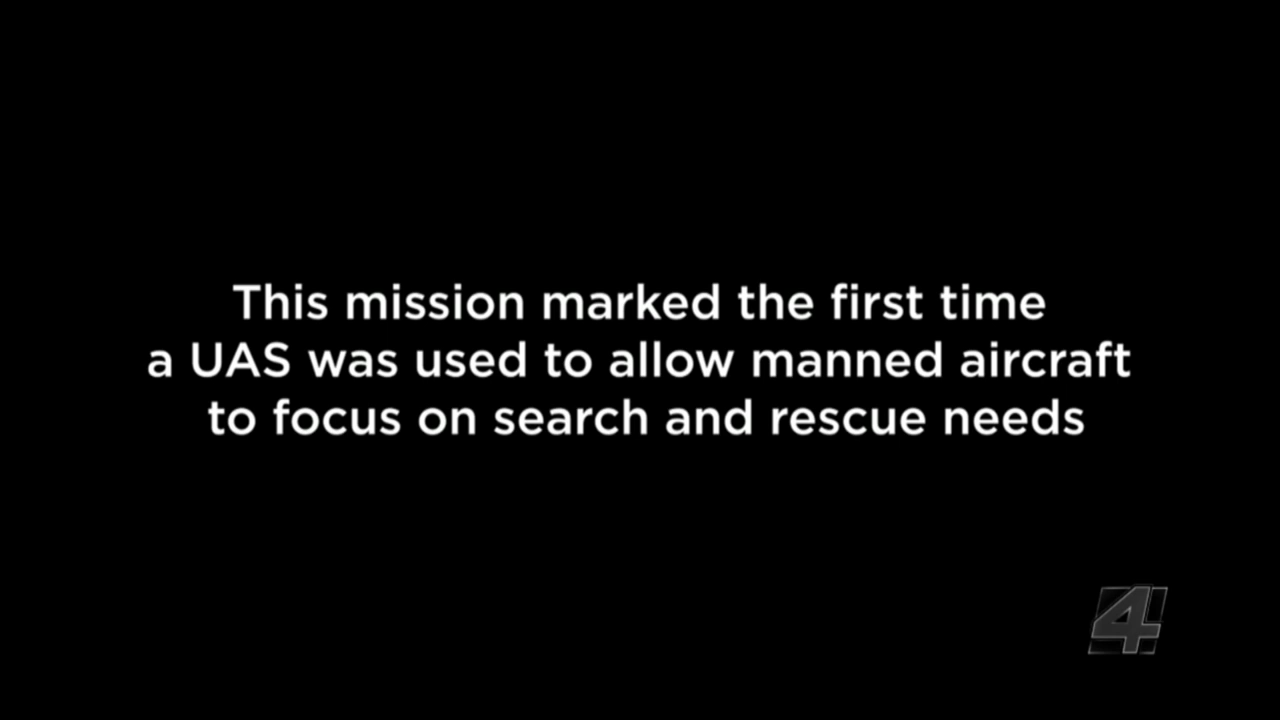 This mission marked the first time
a UAS was used to allow manned aircraft
to focus on search and rescue needs
4